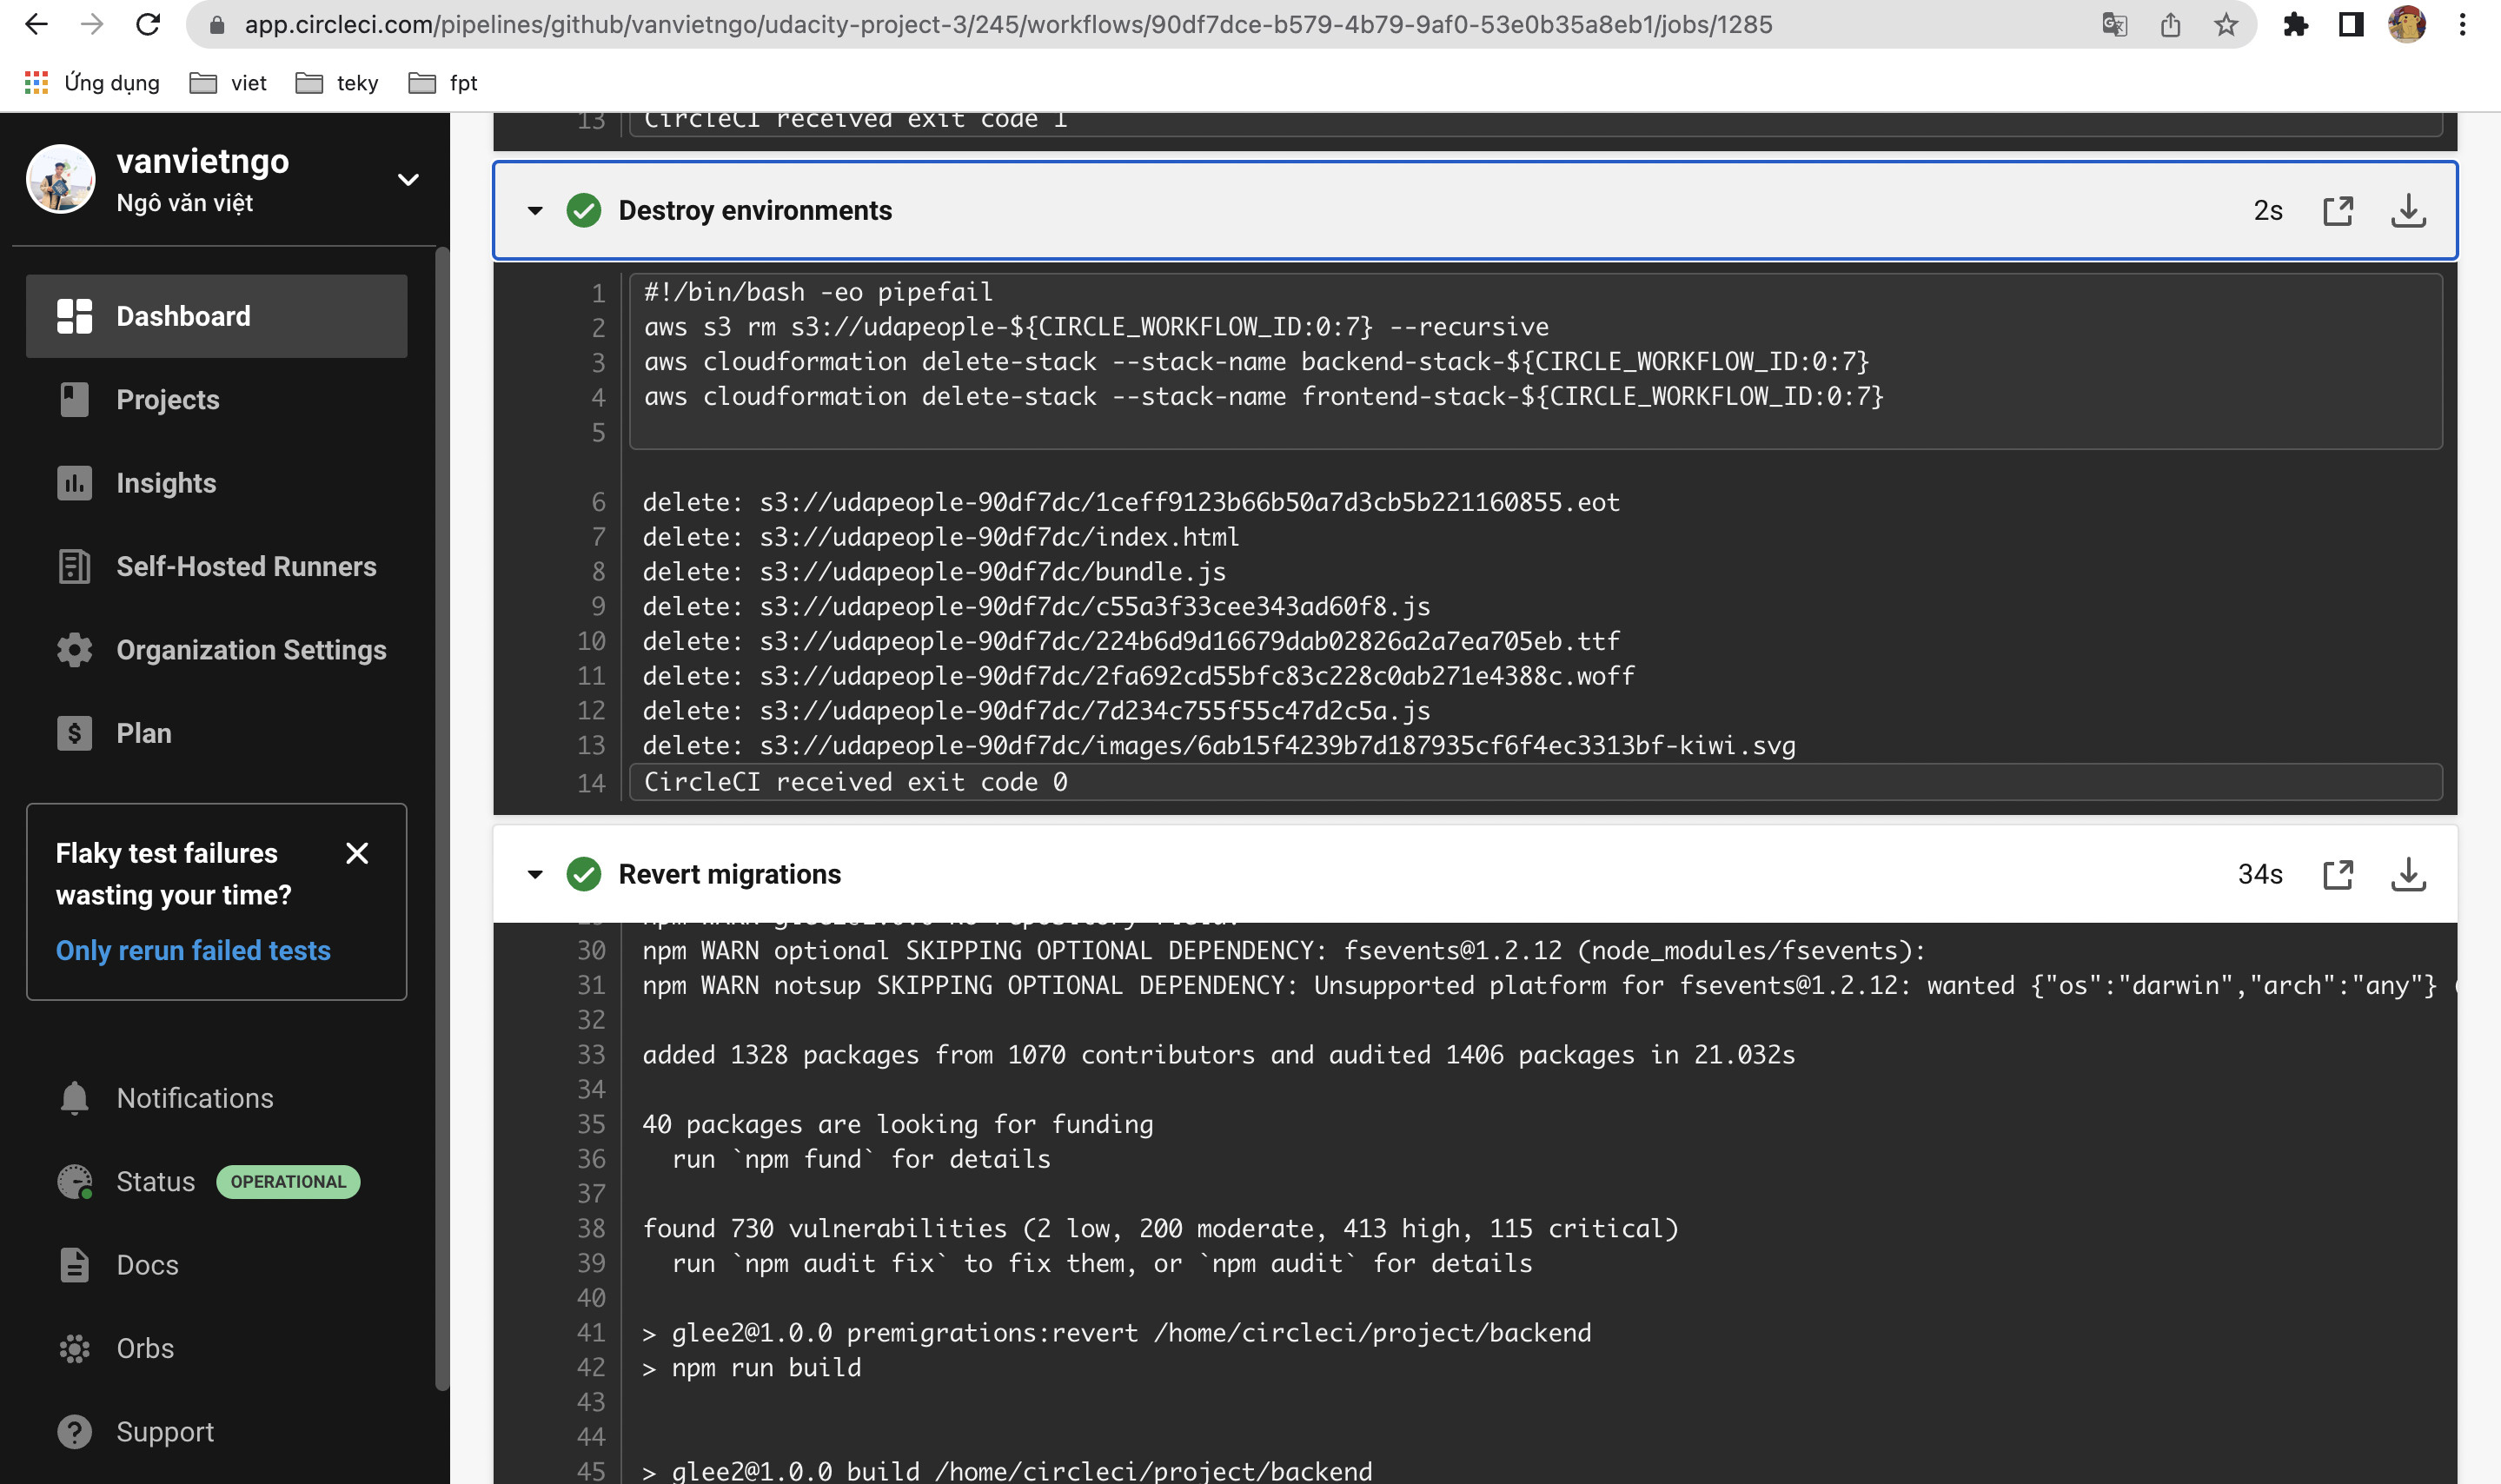 app.circleci.com/pipelines/github/vanvietngo/udacity-project-3/245/workflows/90df7dce-b579-4b79-9af0-53e0b35a8eb1/jobs/1285
Ứng dụng
viet
teky
fpt
vanvietngo
Ngô văn việt
Dashboard
Projects
Insights
Self-Hosted Runners
Organization Settings
Plan
Flaky test failures
wasting your time?
Only rerun failed tests
Notifications
Status OPERATIONAL
Docs
Orbs
Support
13 CircleCI received exit code 1
Destroy environments 2s
1 #!/bin/bash -eo pipefail
2 aws s3 rm s3://udapeople-${CIRCLE_WORKFLOW_ID:0:7} --recursive
3 aws cloudformation delete-stack --stack-name backend-stack-${CIRCLE_WORKFLOW_ID:0:7}
4 aws cloudformation delete-stack --stack-name frontend-stack-${CIRCLE_WORKFLOW_ID:0:7}
5
6 delete: s3://udapeople-90df7dc/1ceff9123b66b50a7d3cb5b221160855.eot
7 delete: s3://udapeople-90df7dc/index.html
8 delete: s3://udapeople-90df7dc/bundle.js
9 delete: s3://udapeople-90df7dc/c55a3f33cee343ad60f8.js
10 delete: s3://udapeople-90df7dc/224b6d9d16679dab02826a2a7ea705eb.ttf
11 delete: s3://udapeople-90df7dc/2fa692cd55bfc83c228c0ab271e4388c.woff
12 delete: s3://udapeople-90df7dc/7d234c755f55c47d2c5a.js
13 delete: s3://udapeople-90df7dc/images/6ab15f4239b7d187935cf6f4ec3313bf-kiwi.svg
14 CircleCI received exit code 0
Revert migrations 34s
29 npm WARN glee2@1.0.0 No repository field.
30 npm WARN optional SKIPPING OPTIONAL DEPENDENCY: fsevents@1.2.12 (node_modules/fsevents):
31 npm WARN notsup SKIPPING OPTIONAL DEPENDENCY: Unsupported platform for fsevents@1.2.12: wanted {"os":"darwin","arch":"any"}
32
33 added 1328 packages from 1070 contributors and audited 1406 packages in 21.032s
34
35 40 packages are looking for funding
36 run `npm fund` for details
37
38 found 730 vulnerabilities (2 low, 200 moderate, 413 high, 115 critical)
39 run `npm audit fix` to fix them, or `npm audit` for details
40
41 > glee2@1.0.0 premigrations:revert /home/circleci/project/backend
42 > npm run build
43
44
45 > glee2@1.0.0 build /home/circleci/project/backend